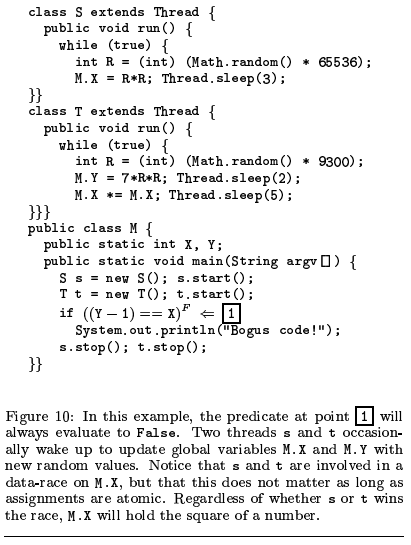 class S extends Thread {
public void run() {
while (true) {
int R = (int) (Math.random() * 65536);
M.X = R*R; Thread.sleep(3);
}}
class T extends Thread {
public void run() {
while (true) {
int R = (int) (Math.random() * 9300);
M.Y = 7*R*R; Thread.sleep(2);
M.X *= M.X; Thread.sleep(5);
}}}
public class M {
public static int X, Y;
public static void main(String argv[]) {
S s = new S(); s.start();
T t = new T(); t.start();
if ((Y − 1) == X)^F ⇐ 1
System.out.println("Bogus code!");
s.stop(); t.stop();
}}
Figure 10: In this example, the predicate at point 1 will
always evaluate to False. Two threads s and t occasion-
ally wake up to update global variables M.X and M.Y with
new random values. Notice that s and t are involved in a
data-race on M.X, but that this does not matter as long as
assignments are atomic. Regardless of whether s or t wins
the race, M.X will hold the square of a number.